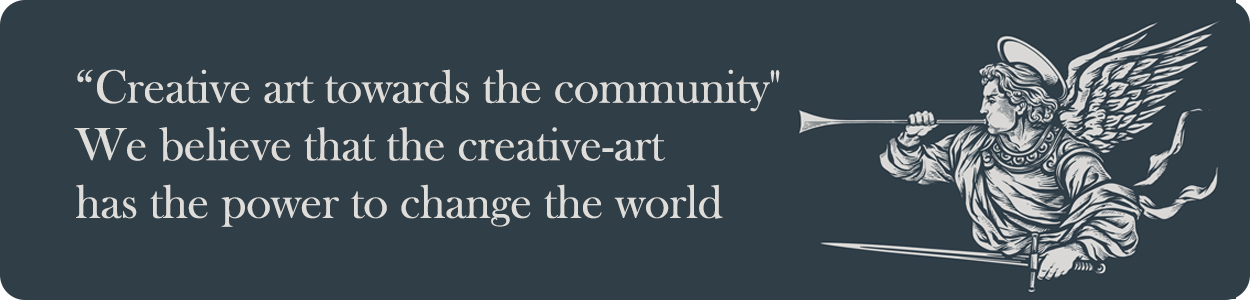 “Creative art towards the community"
We believe that the creative-art
has the power to change the world